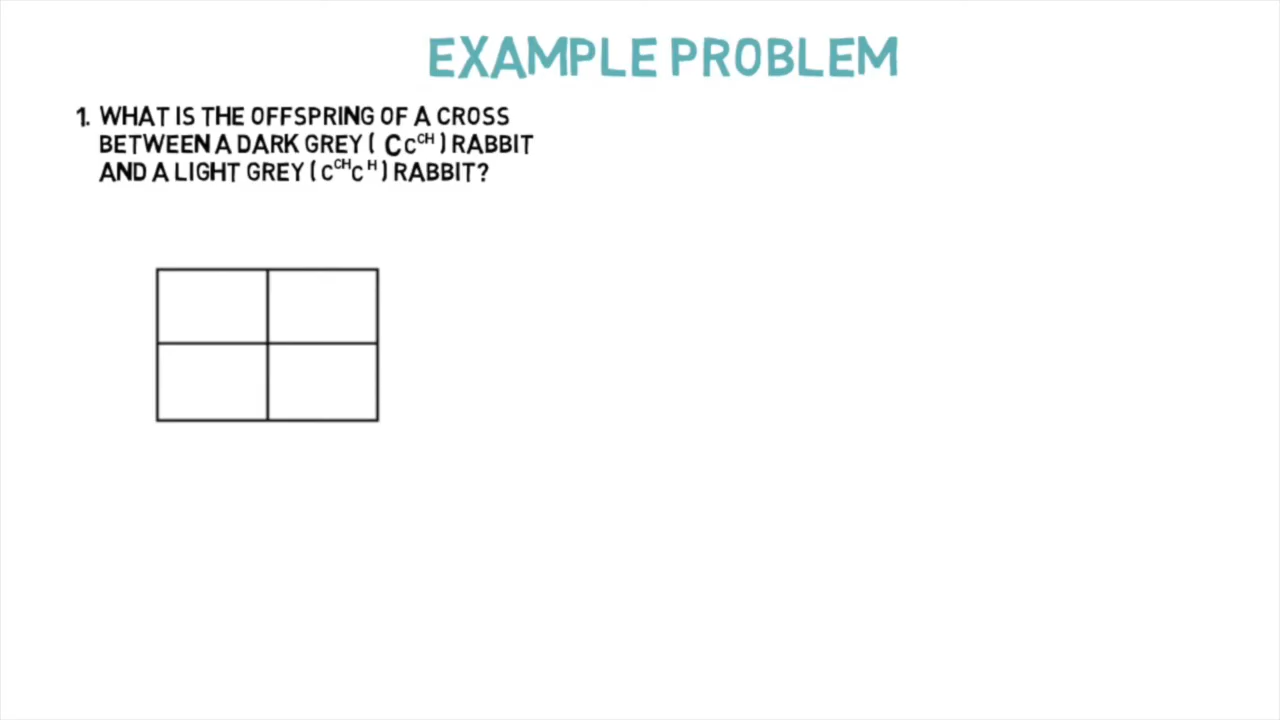 EXAMPLE PROBLEM
1. WHAT IS THE OFFSPRING OF A CROSS
BETWEEN A DARK GREY ( Cc^CH ) RABBIT
AND A LIGHT GREY ( c^CH c^H ) RABBIT?